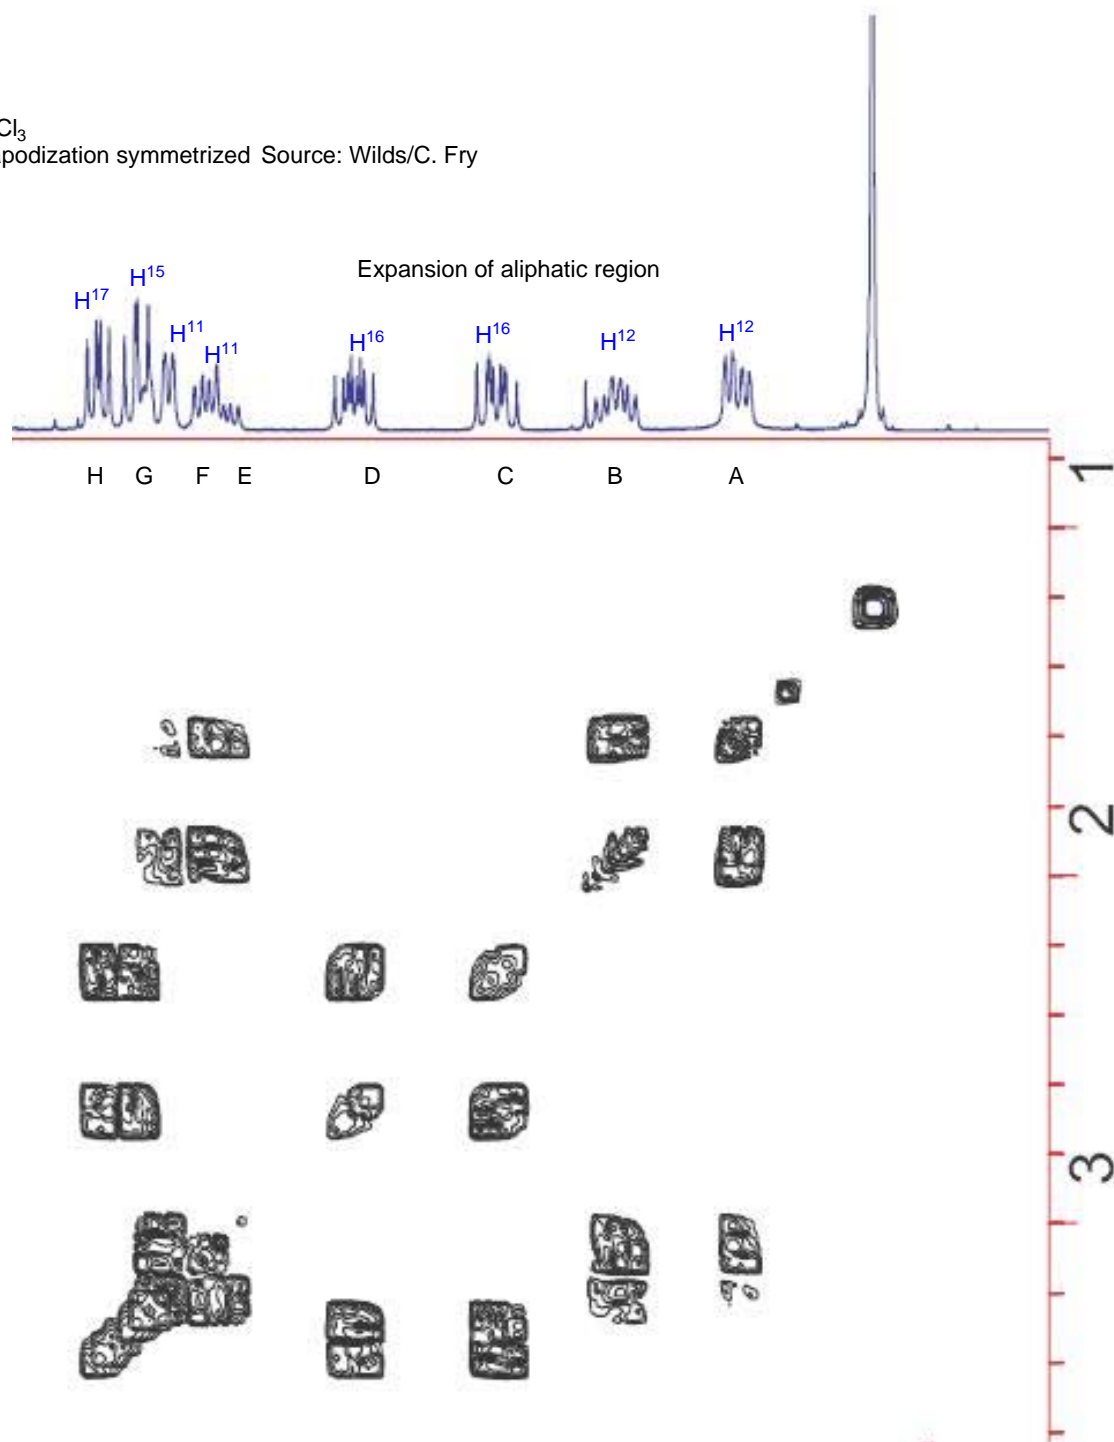 Cl₃
podization symmetrized Source: Wilds/C. Fry
Expansion of aliphatic region
H¹⁷ H¹⁵ H¹¹ H¹¹ H¹⁶ H¹⁶ H¹² H¹²
H G F E D C B A
1
2
3